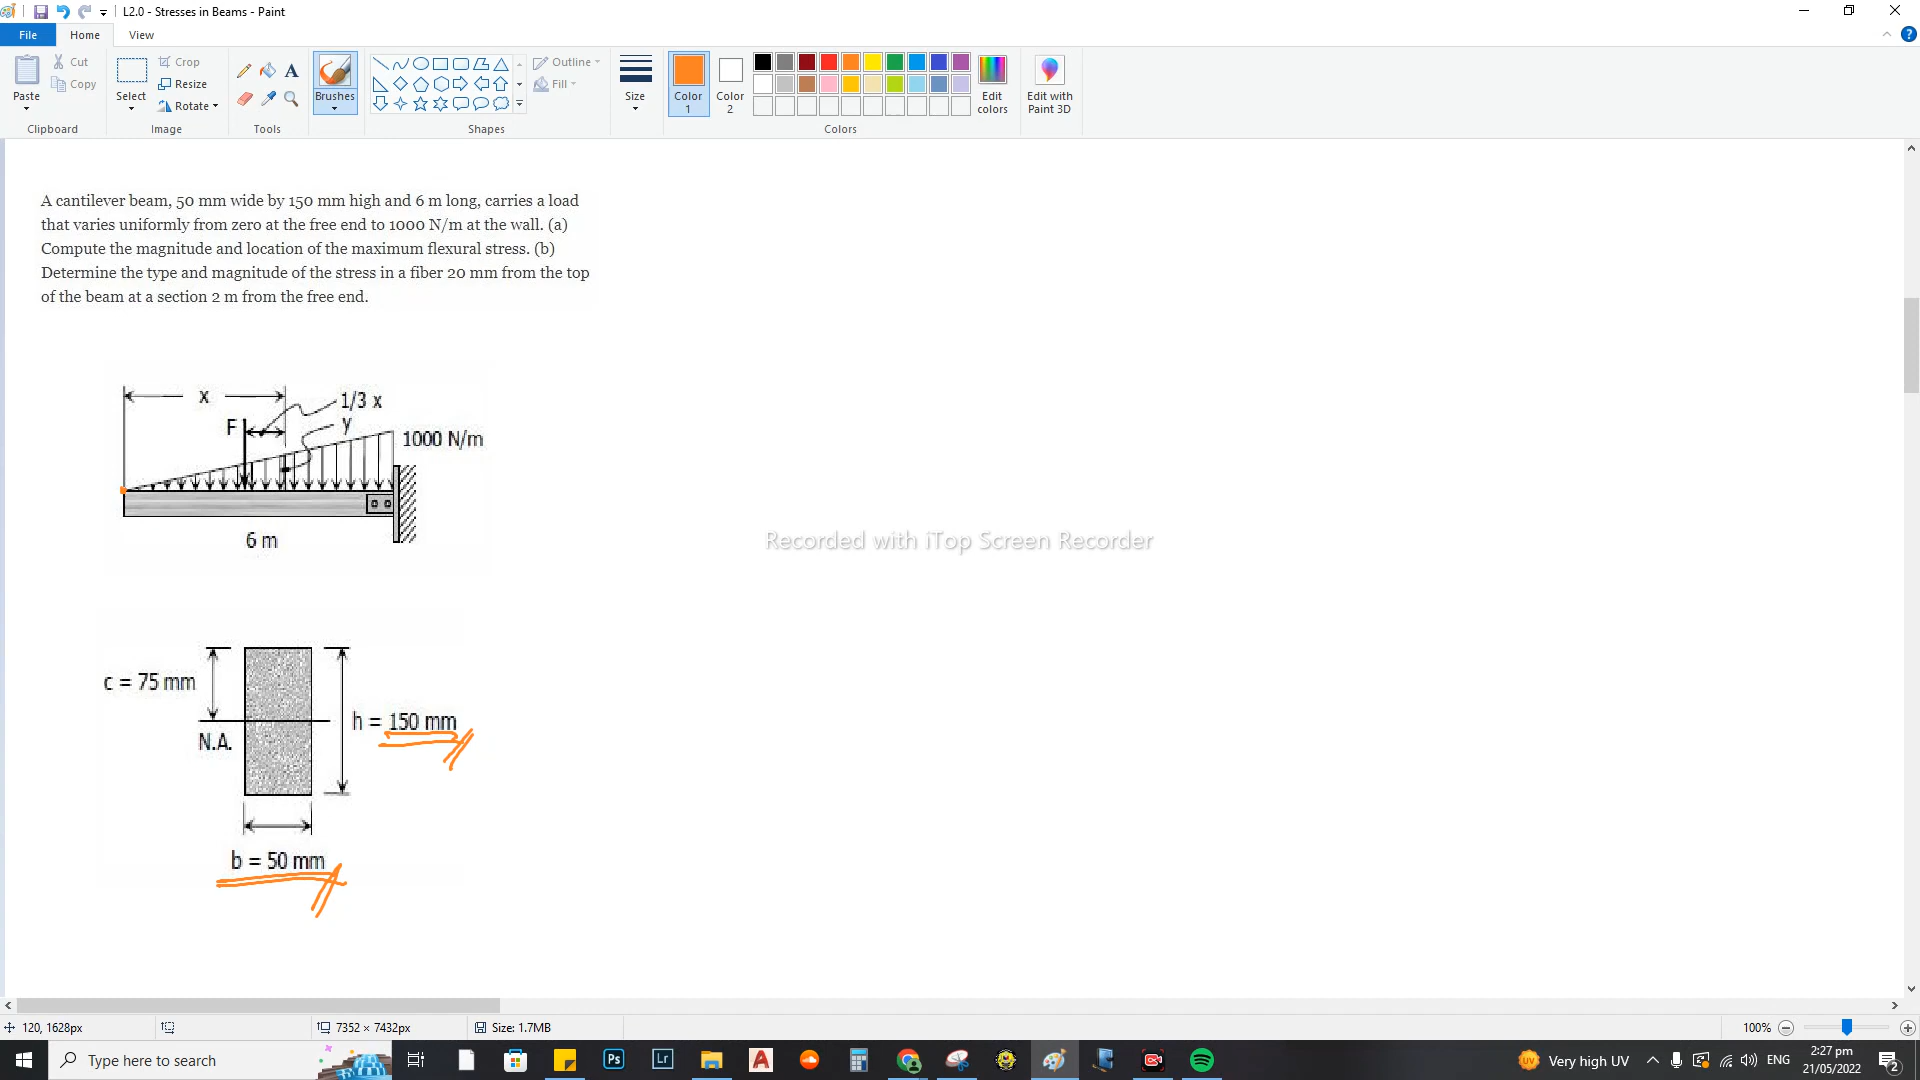 L2.0 - Stresses in Beams - Paint
File
Home
View
Paste
Cut
Copy
Clipboard
Select
Crop
Resize
Rotate
Image
A
Tools
Brushes
Outline
Fill
Shapes
Size
Color
1
Color
2
Colors
Edit
colors
Edit with
Paint 3D
A cantilever beam, 50 mm wide by 150 mm high and 6 m long, carries a load
that varies uniformly from zero at the free end to 1000 N/m at the wall. (a)
Compute the magnitude and location of the maximum flexural stress. (b)
Determine the type and magnitude of the stress in a fiber 20 mm from the top
of the beam at a section 2 m from the free end.
x
1/3 x
F
y
1000 N/m
6 m
Recorded with iTop Screen Recorder
c = 75 mm
h = 150 mm
N.A.
b = 50 mm
120, 1628px
7352 × 7432px
Size: 1.7MB
100%
Type here to search
Ps
Lr
A
UV
Very high UV
ENG
2:27 pm
21/05/2022
2